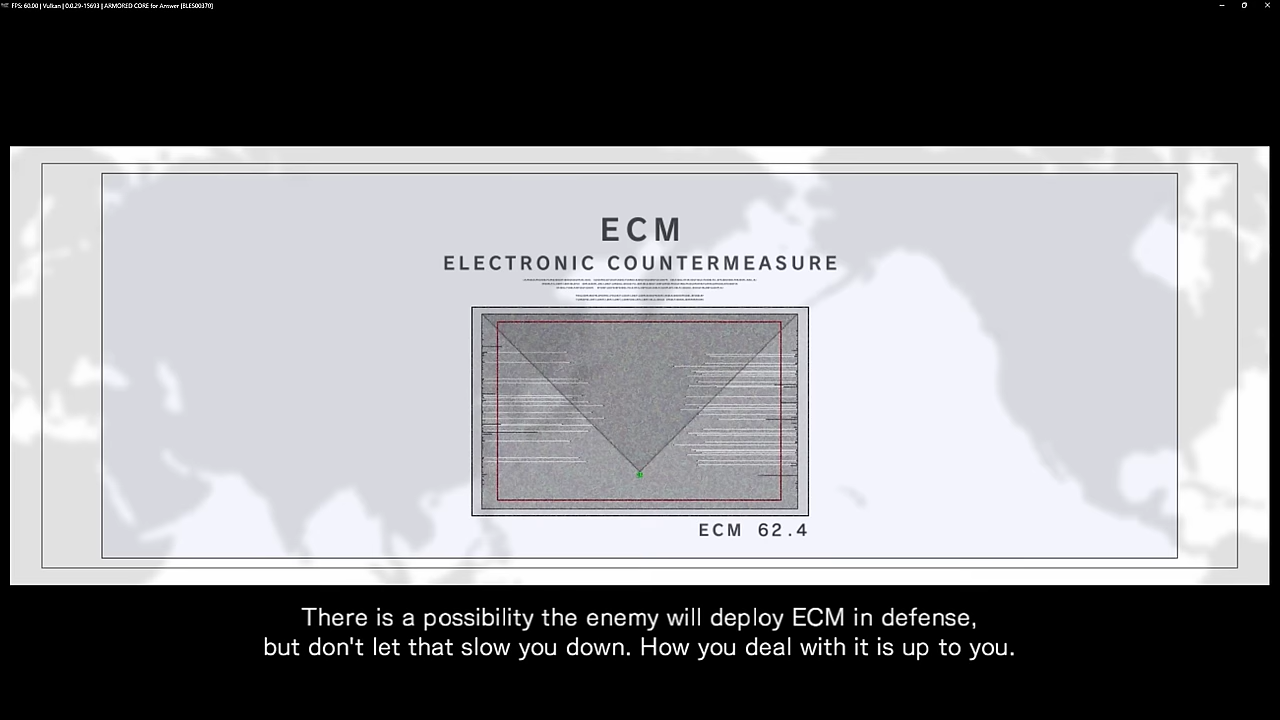 FPS: 60.00 | Vulkan | 0.0.29-15693 | ARMORED CORE for Answer [BLES00370]
ECM
ELECTRONIC COUNTERMEASURE
ECM 62.4
There is a possibility the enemy will deploy ECM in defense,
but don't let that slow you down. How you deal with it is up to you.